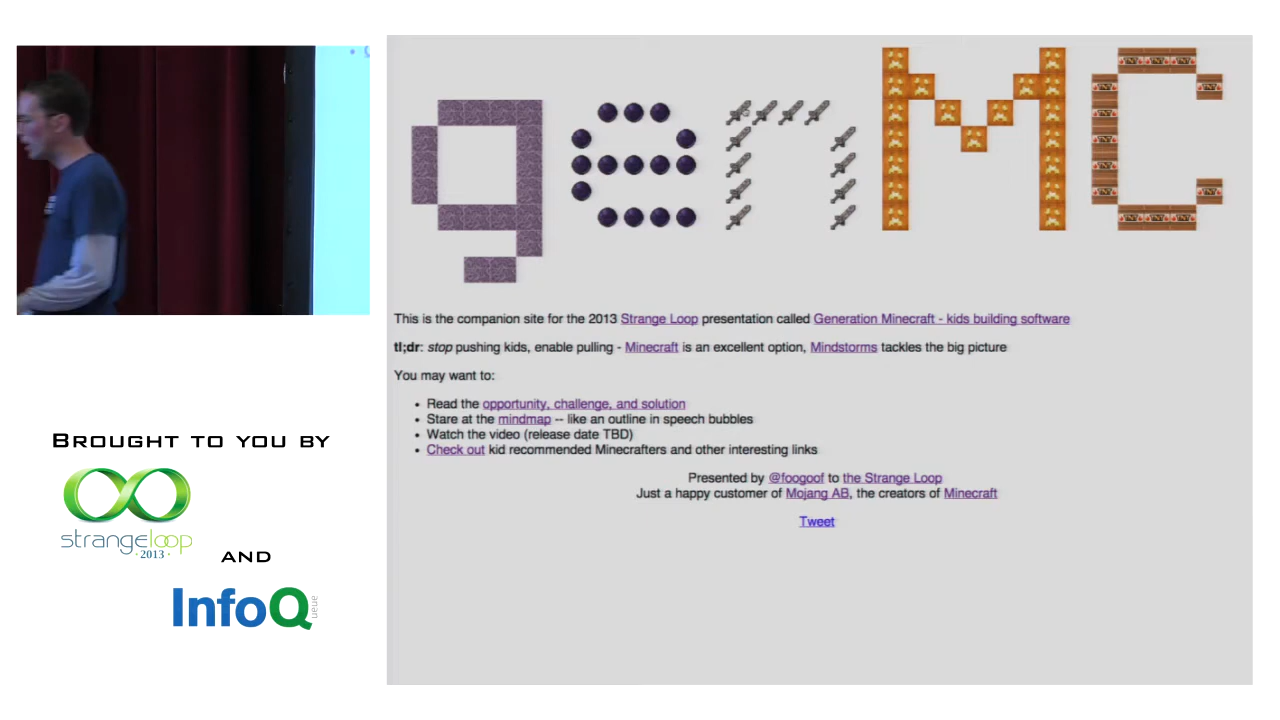 genMC
This is the companion site for the 2013 Strange Loop presentation called Generation Minecraft - kids building software
tl;dr: stop pushing kids, enable pulling - Minecraft is an excellent option, Mindstorms tackles the big picture
You may want to:
• Read the opportunity, challenge, and solution
• Stare at the mindmap -- like an outline in speech bubbles
• Watch the video (release date TBD)
• Check out kid recommended Minecrafters and other interesting links
Presented by @foogoof to the Strange Loop
Just a happy customer of Mojang AB, the creators of Minecraft
Tweet
BROUGHT TO YOU BY
strangeloop
· 2013 ·
AND
InfoQ